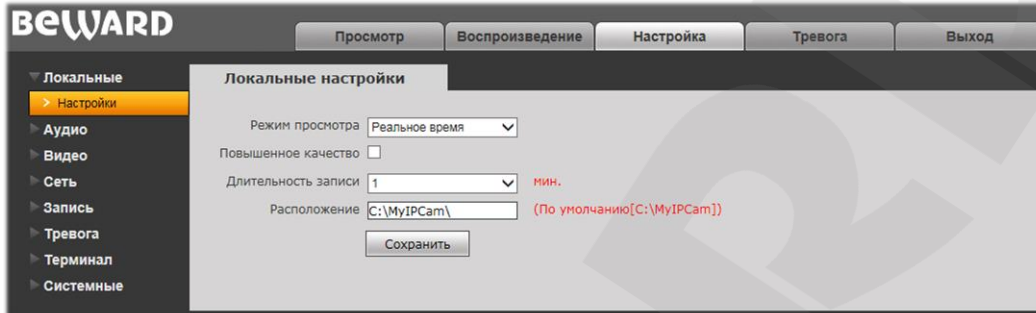 BEWARD
Просмотр Воспроизведение Настройка Тревога Выход
Локальные
> Настройки
Аудио
Видео
Сеть
Запись
Тревога
Терминал
Системные
Локальные настройки
Режим просмотра Реальное время
Повышенное качество
Длительность записи 1 мин.
Расположение C:\MyIPCam\ (По умолчанию[C:\MyIPCam])
Сохранить